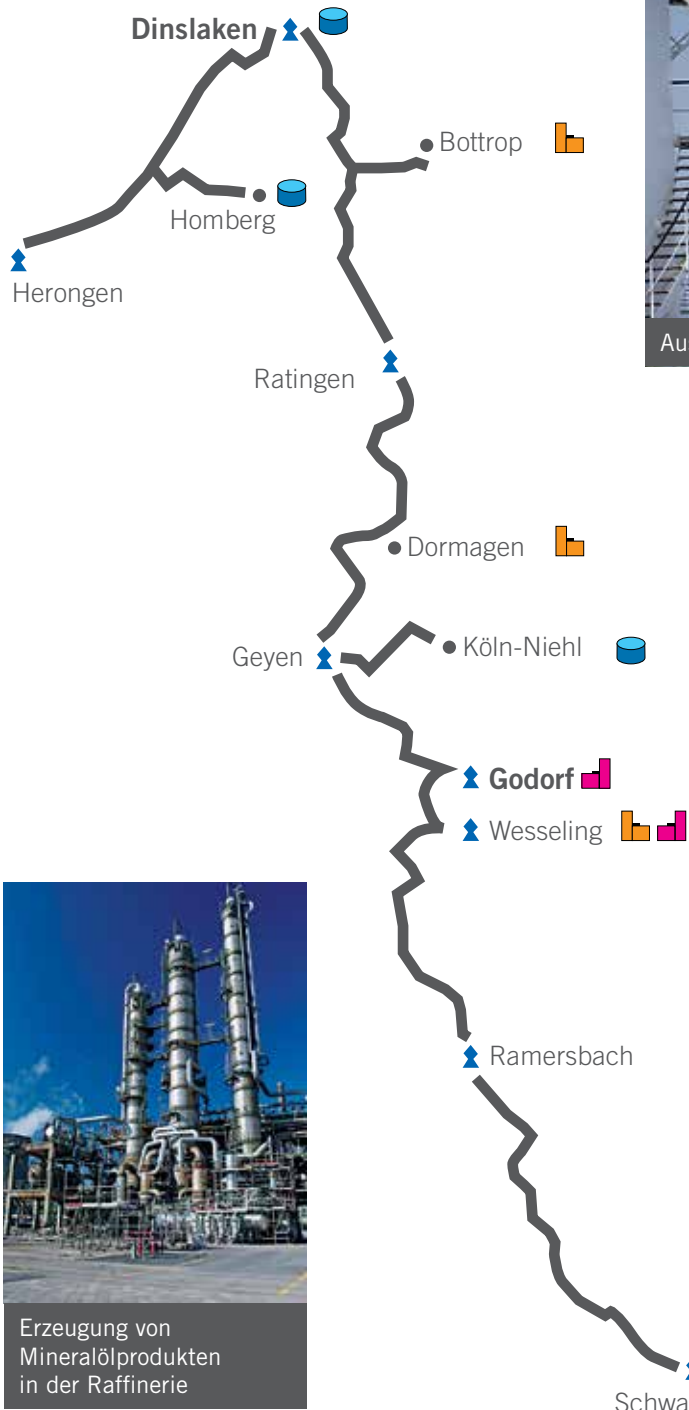 Dinslaken
Bottrop
Homberg
Herongen
Ratingen
Dormagen
Geyen
Köln-Niehl
Godorf
Wesseling
Ramersbach
Erzeugung von
Mineralölprodukten
in der Raffinerie